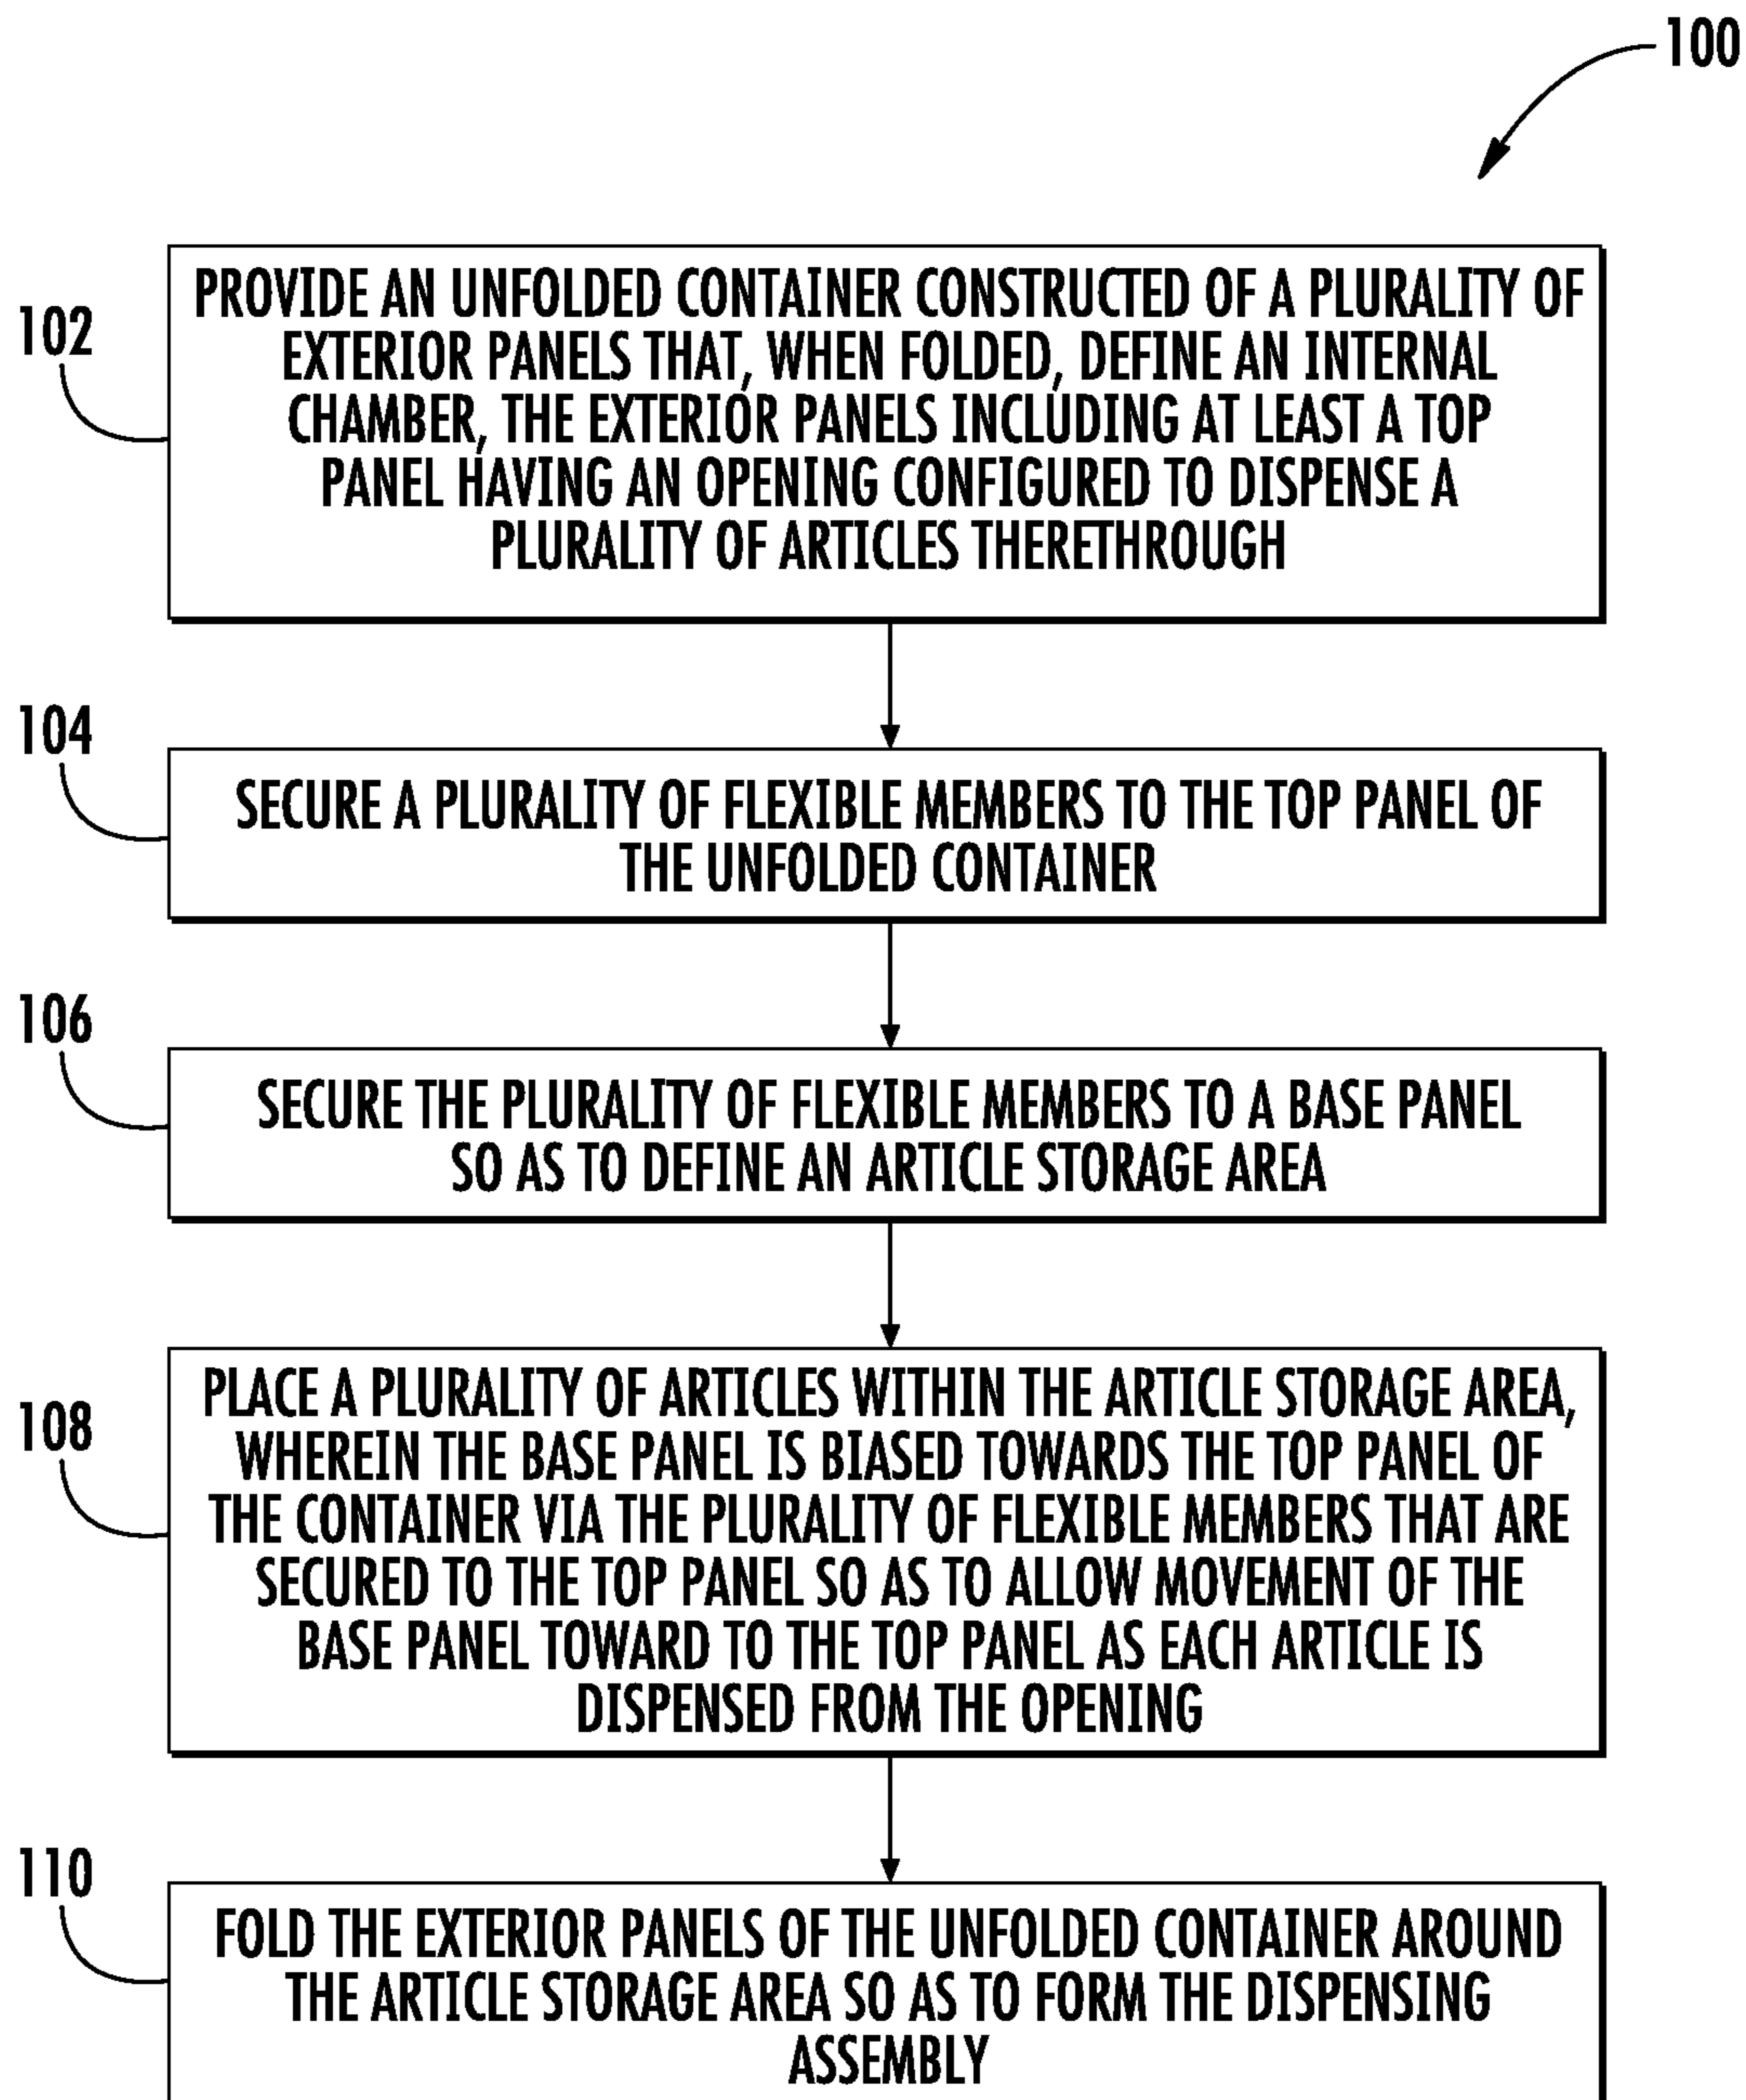 100
102
PROVIDE AN UNFOLDED CONTAINER CONSTRUCTED OF A PLURALITY OF
EXTERIOR PANELS THAT, WHEN FOLDED, DEFINE AN INTERNAL
CHAMBER, THE EXTERIOR PANELS INCLUDING AT LEAST A TOP
PANEL HAVING AN OPENING CONFIGURED TO DISPENSE A
PLURALITY OF ARTICLES THERETHROUGH
104
SECURE A PLURALITY OF FLEXIBLE MEMBERS TO THE TOP PANEL OF
THE UNFOLDED CONTAINER
106
SECURE THE PLURALITY OF FLEXIBLE MEMBERS TO A BASE PANEL
SO AS TO DEFINE AN ARTICLE STORAGE AREA
108
PLACE A PLURALITY OF ARTICLES WITHIN THE ARTICLE STORAGE AREA,
WHEREIN THE BASE PANEL IS BIASED TOWARDS THE TOP PANEL OF
THE CONTAINER VIA THE PLURALITY OF FLEXIBLE MEMBERS THAT ARE
SECURED TO THE TOP PANEL SO AS TO ALLOW MOVEMENT OF THE
BASE PANEL TOWARD TO THE TOP PANEL AS EACH ARTICLE IS
DISPENSED FROM THE OPENING
110
FOLD THE EXTERIOR PANELS OF THE UNFOLDED CONTAINER AROUND
THE ARTICLE STORAGE AREA SO AS TO FORM THE DISPENSING
ASSEMBLY